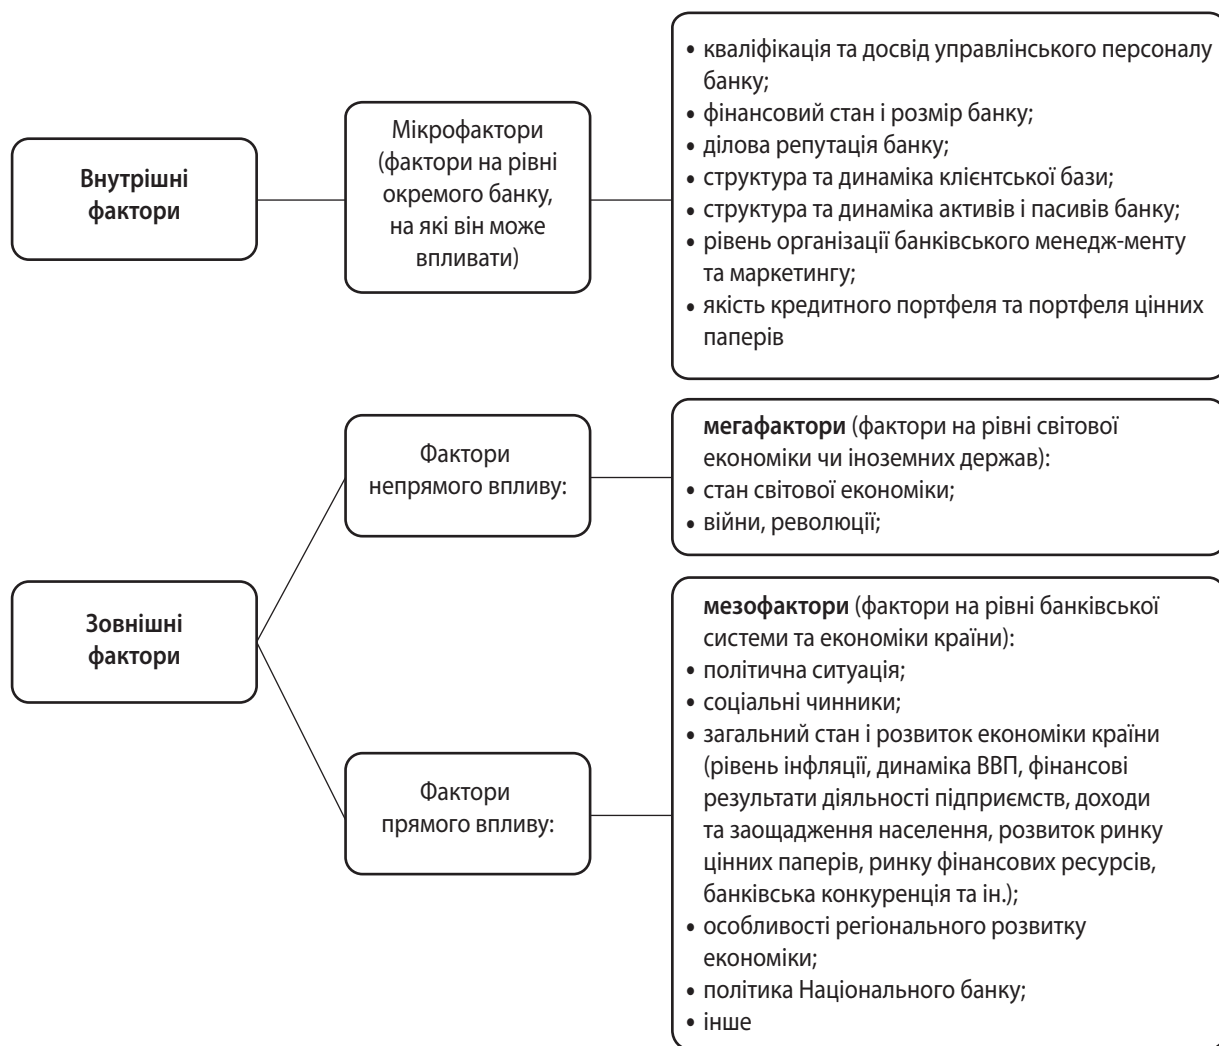 Внутрішні
фактори
Мікрофактори
(фактори на рівні
окремого банку,
на які він може
впливати)
• кваліфікація та досвід управлінського персоналу
банку;
• фінансовий стан і розмір банку;
• ділова репутація банку;
• структура та динаміка клієнтської бази;
• структура та динаміка активів і пасивів банку;
• рівень організації банківського менедж-менту
та маркетингу;
• якість кредитного портфеля та портфеля цінних
паперів
Зовнішні
фактори
Фактори
непрямого впливу:
мегафактори (фактори на рівні світової
економіки чи іноземних держав):
• стан світової економіки;
• війни, революції;
Фактори
прямого впливу:
мезофактори (фактори на рівні банківської
системи та економіки країни):
• політична ситуація;
• соціальні чинники;
• загальний стан і розвиток економіки країни
(рівень інфляції, динаміка ВВП, фінансові
результати діяльності підприємств, доходи
та заощадження населення, розвиток ринку
цінних паперів, ринку фінансових ресурсів,
банківська конкуренція та ін.);
• особливості регіонального розвитку
економіки;
• політика Національного банку;
• інше